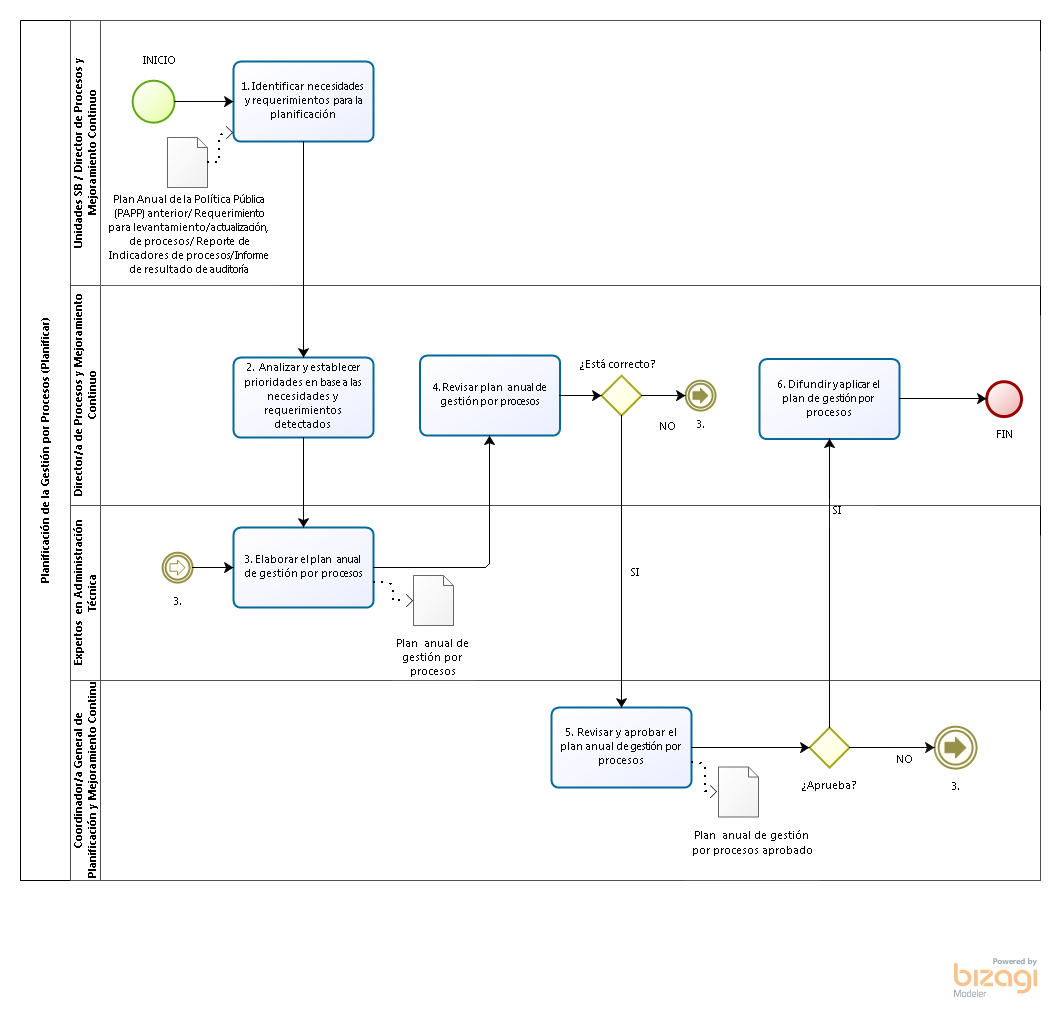 Planificación de la Gestión por Procesos (Planificar)
Unidades SB / Director de Procesos y
Mejoramiento Continuo
INICIO
1. Identificar necesidades
y requerimientos para la
planificación
Plan Anual de la Política Pública
(PAPP) anterior/ Requerimiento
para levantamiento/actualización,
de procesos/ Reporte de
Indicadores de procesos/Informe
de resultado de auditoría
Director/a de Procesos y Mejoramiento
Continuo
2. Analizar y establecer
prioridades en base a las
necesidades y
requerimientos
detectados
4. Revisar plan anual de
gestión por procesos
¿Está correcto?
NO
3.
6. Difundir y aplicar el
plan de gestión por
procesos
FIN
SI
Expertos en Administración
Técnica
3.
3. Elaborar el plan anual
de gestión por procesos
Plan anual de
gestión por
procesos
SI
Coordinador/a General de
Planificación y Mejoramiento Continu
5. Revisar y aprobar el
plan anual de gestión por
procesos
Plan anual de gestión
por procesos aprobado
¿Aprueba?
NO
3.
Powered by
bizagi
Modeler